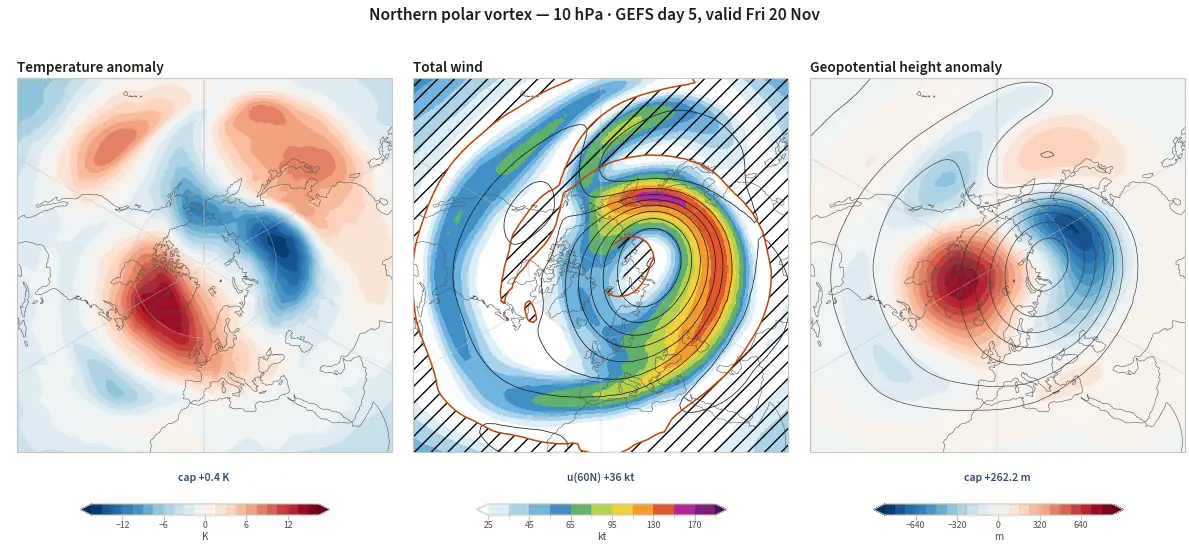 Northern polar vortex — 10 hPa · GEFS day 5, valid Fri 20 Nov
Temperature anomaly
Total wind
Geopotential height anomaly
cap +0.4 K
u(60N) +36 kt
cap +262.2 m
−12 −6 0 6 12
K
25 45 65 95 130 170
kt
−640 −320 0 320 640
m